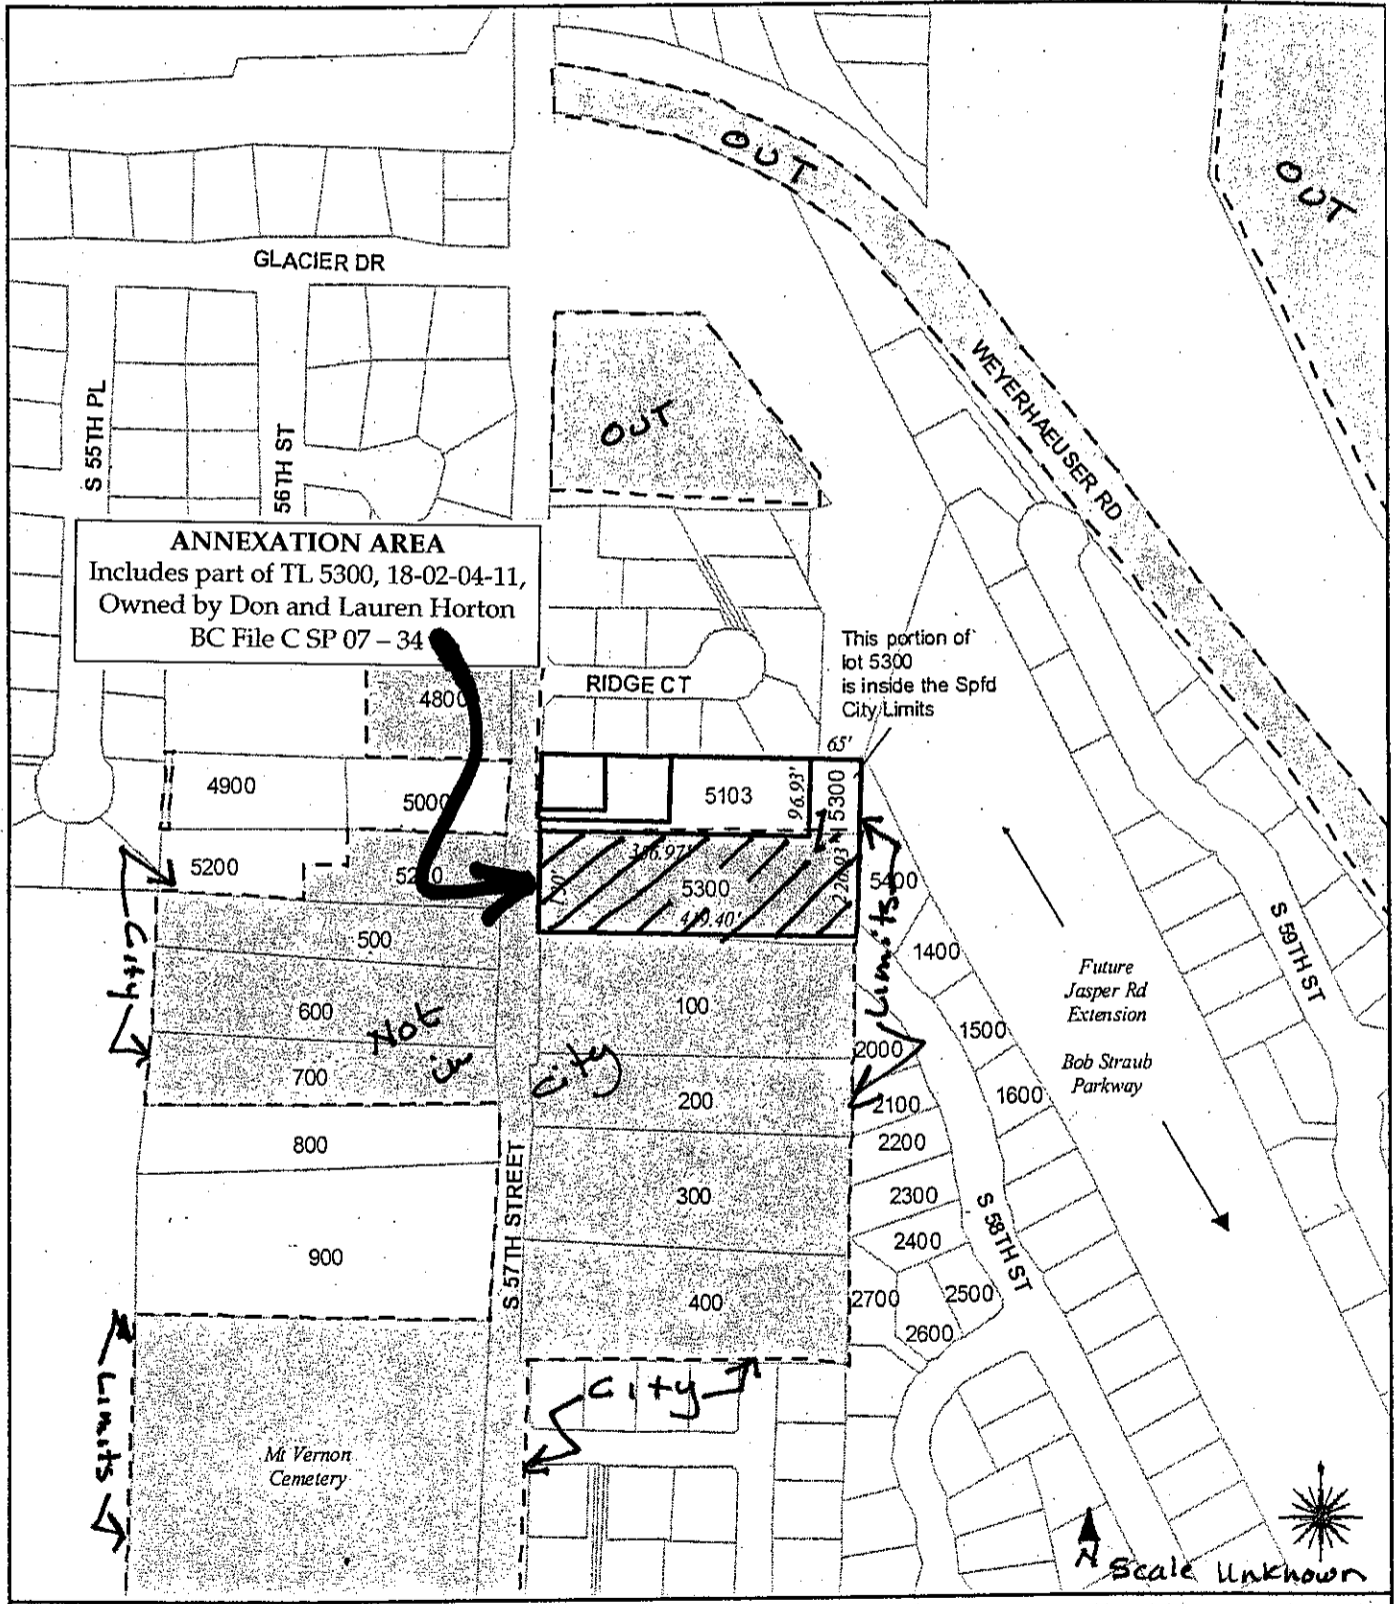 OUT
OUT
GLACIER DR
WEYERHAEUSER RD
S 55TH PL
56TH ST
OUT
ANNEXATION AREA
Includes part of TL 5300, 18-02-04-11,
Owned by Don and Lauren Horton
BC File C SP 07 – 34
This portion of
lot 5300
is inside the Spfd
City Limits
RIDGE CT
4800
65'
4900
5000
5103
96.93'
5300
5200
356.97'
5300
419.40'
5400
City
Limits
500
1400
600
Not
in
City
100
Future
Jasper Rd
Extension
S 59TH ST
1500
2000
700
200
Bob Straub
Parkway
1600
2100
800
2200
S 57TH STREET
300
2300
S 58TH ST
2400
900
400
2700
2500
2600
Limits
City
Mt Vernon
Cemetery
N
Scale Unknown